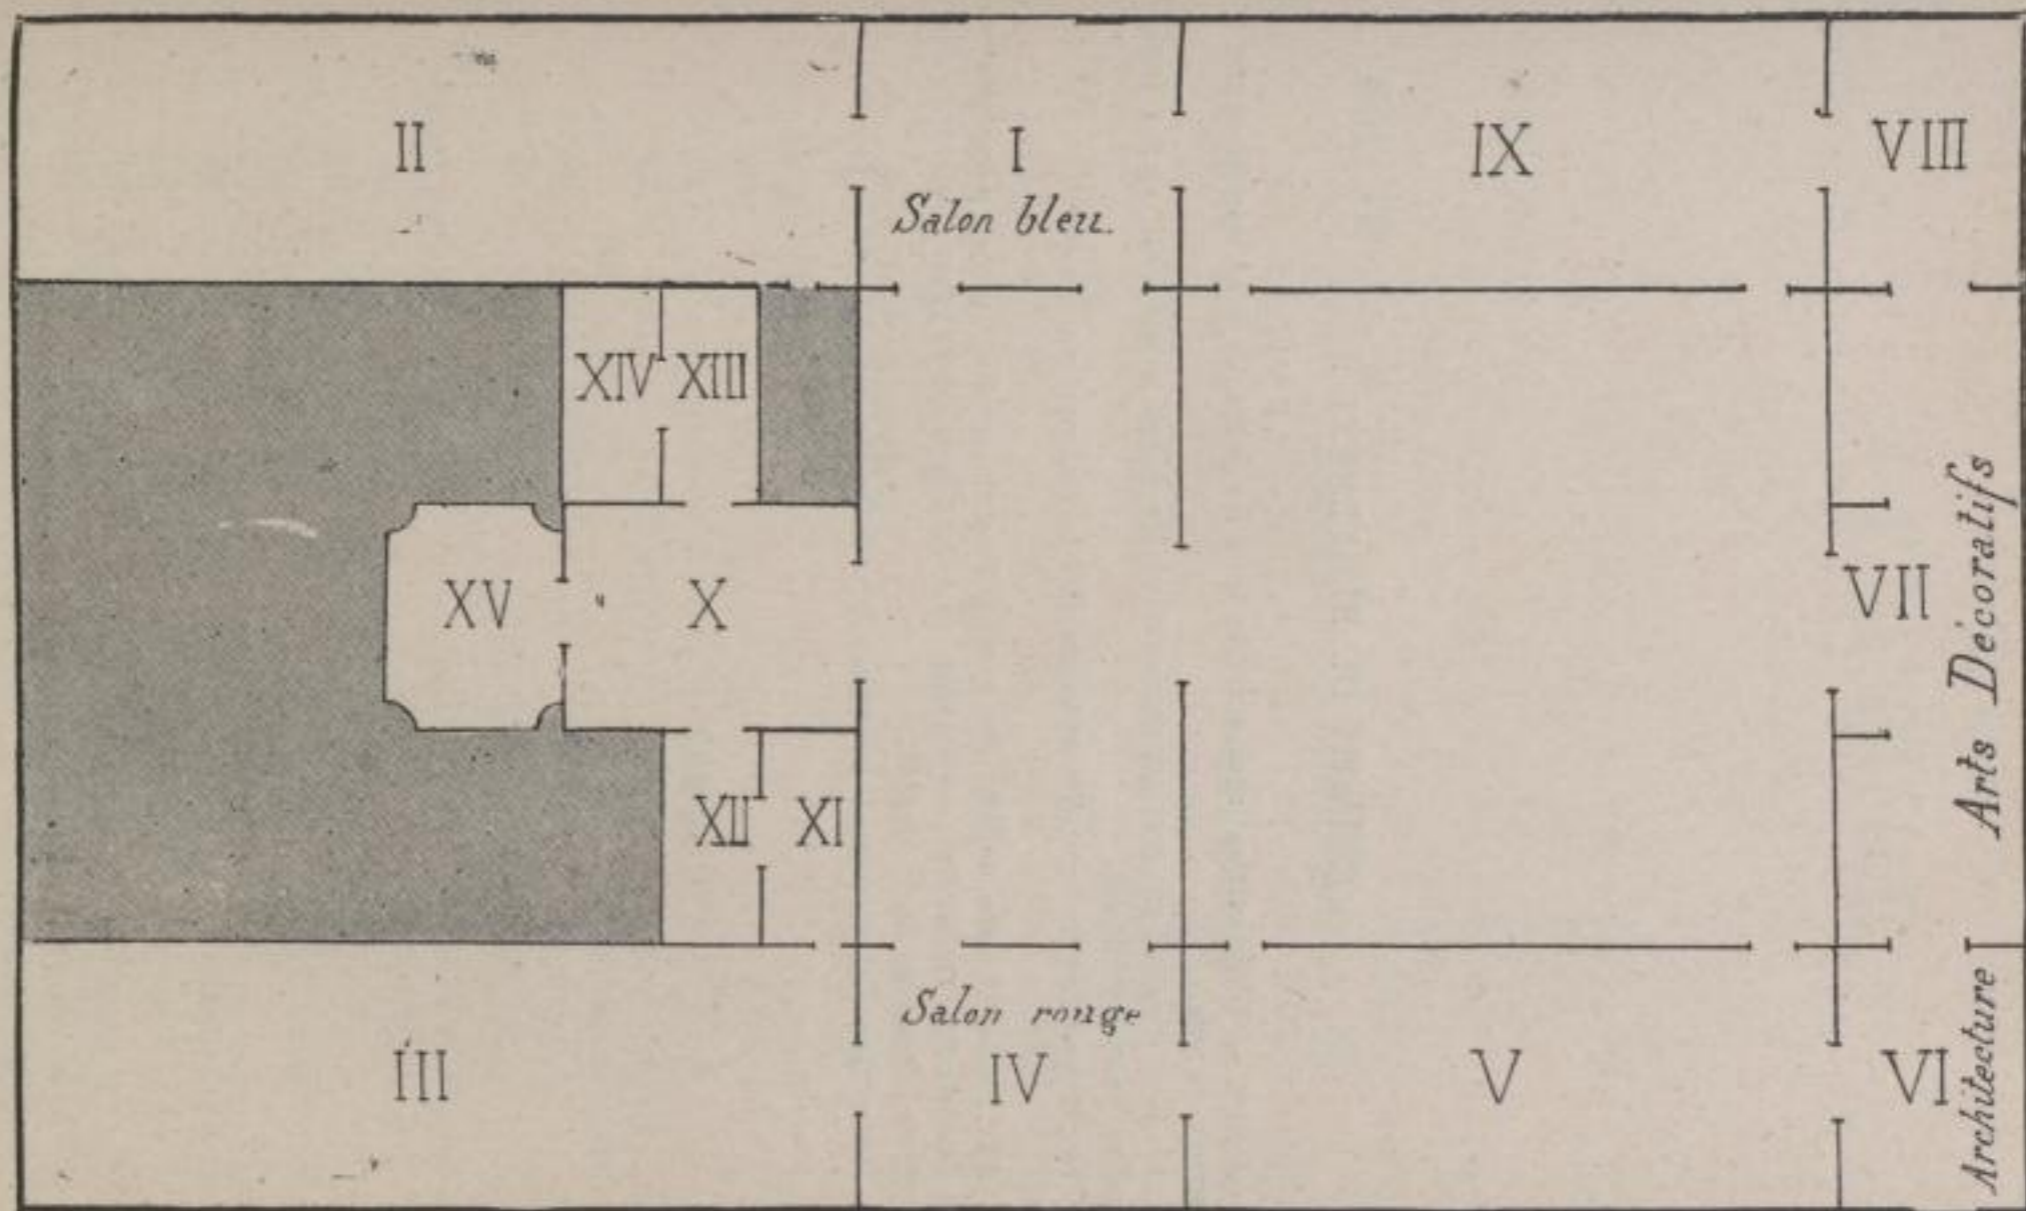 II
I
IX
VIII
Salon bleu.
XIV
XIII
XV
X
VII
Arts Décoratifs
XII
XI
Salon rouge
III
IV
V
VI
Architecture